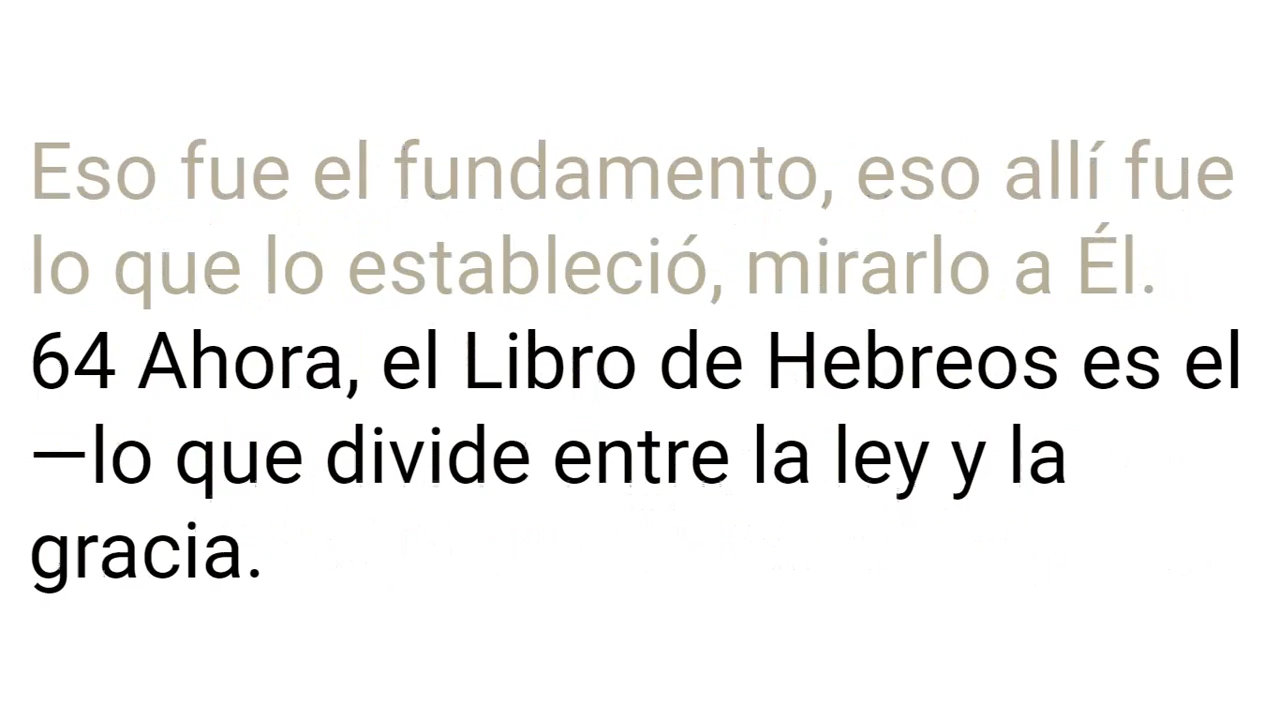 Eso fue el fundamento, eso allí fue
lo que lo estableció, mirarlo a Él.
64 Ahora, el Libro de Hebreos es el
—lo que divide entre la ley y la
gracia.